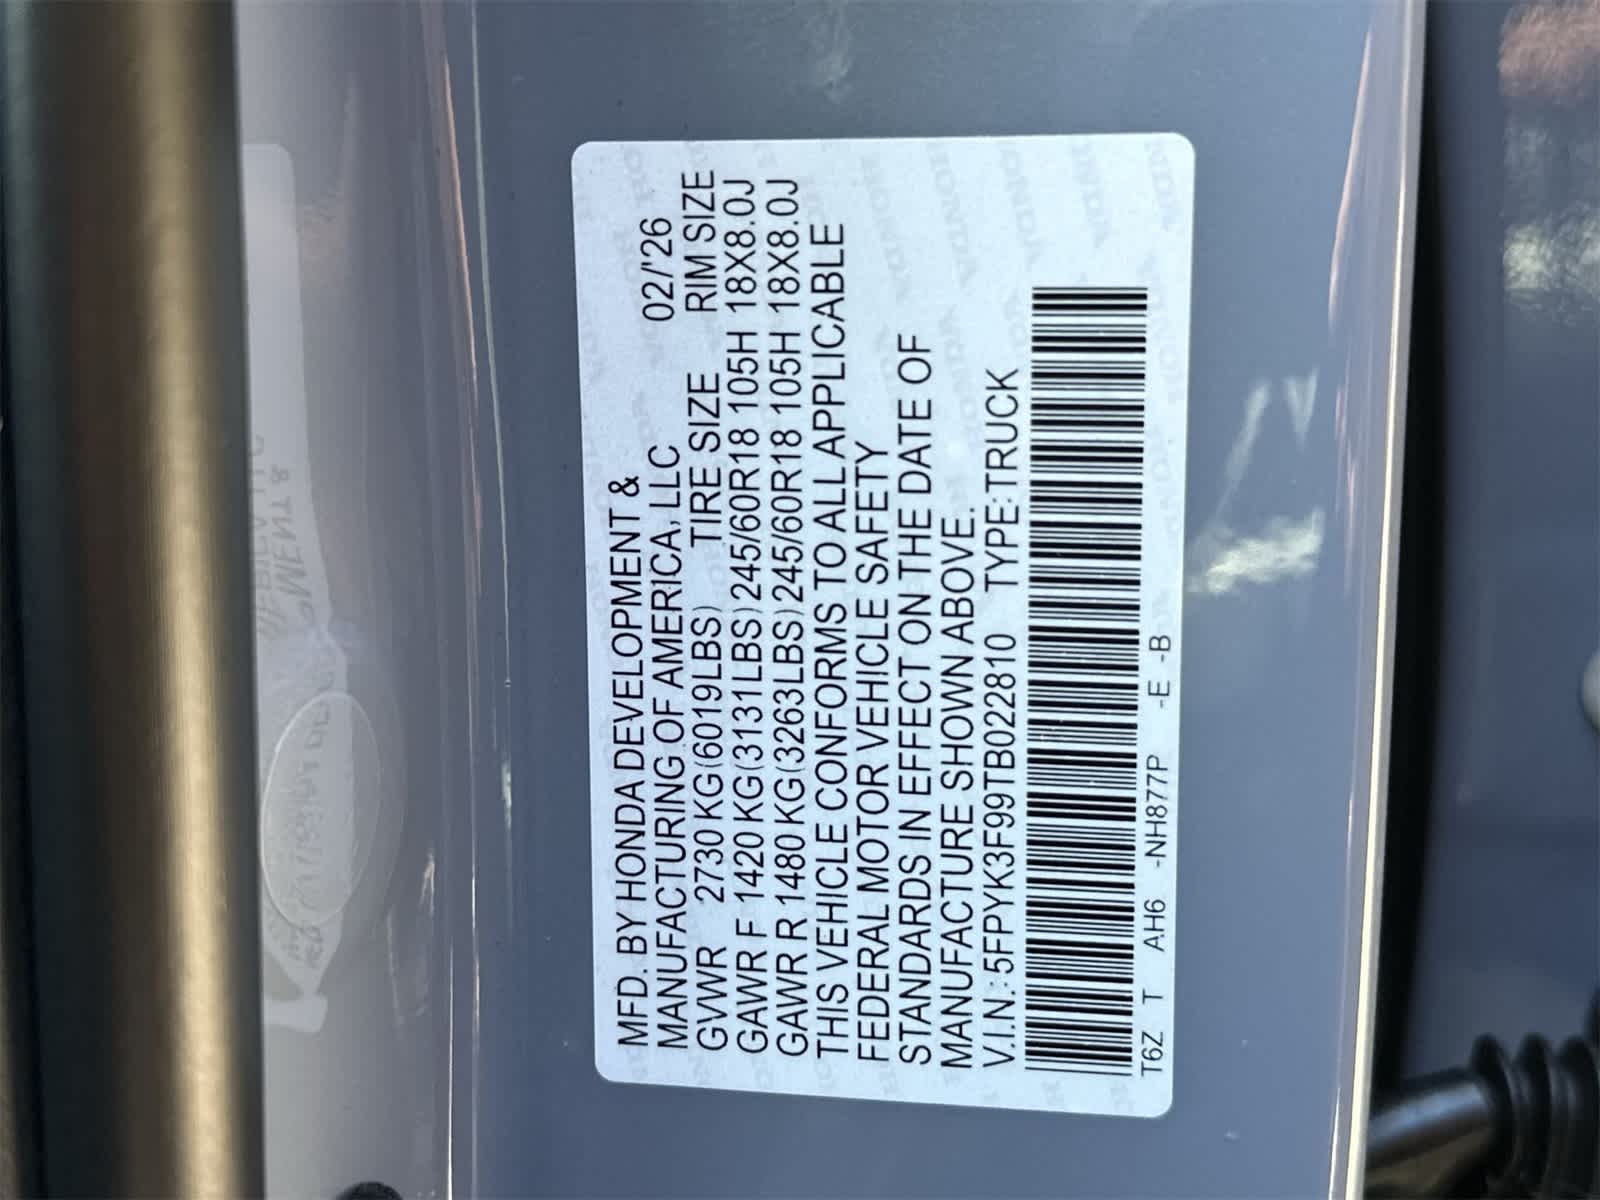 MFD. BY HONDA DEVELOPMENT &
MANUFACTURING OF AMERICA, LLC 02/'26
GVWR 2730 KG(6019LBS) TIRE SIZE RIM SIZE
GAWR F 1420 KG(3131LBS)245/60R18 105H 18X8.0J
GAWR R 1480 KG(3263LBS)245/60R18 105H 18X8.0J
THIS VEHICLE CONFORMS TO ALL APPLICABLE
FEDERAL MOTOR VEHICLE SAFETY
STANDARDS IN EFFECT ON THE DATE OF
MANUFACTURE SHOWN ABOVE.
V.I.N.: 5FPYK3F99TB022810 TYPE:TRUCK
T6Z T AH6 -NH877P -E -B